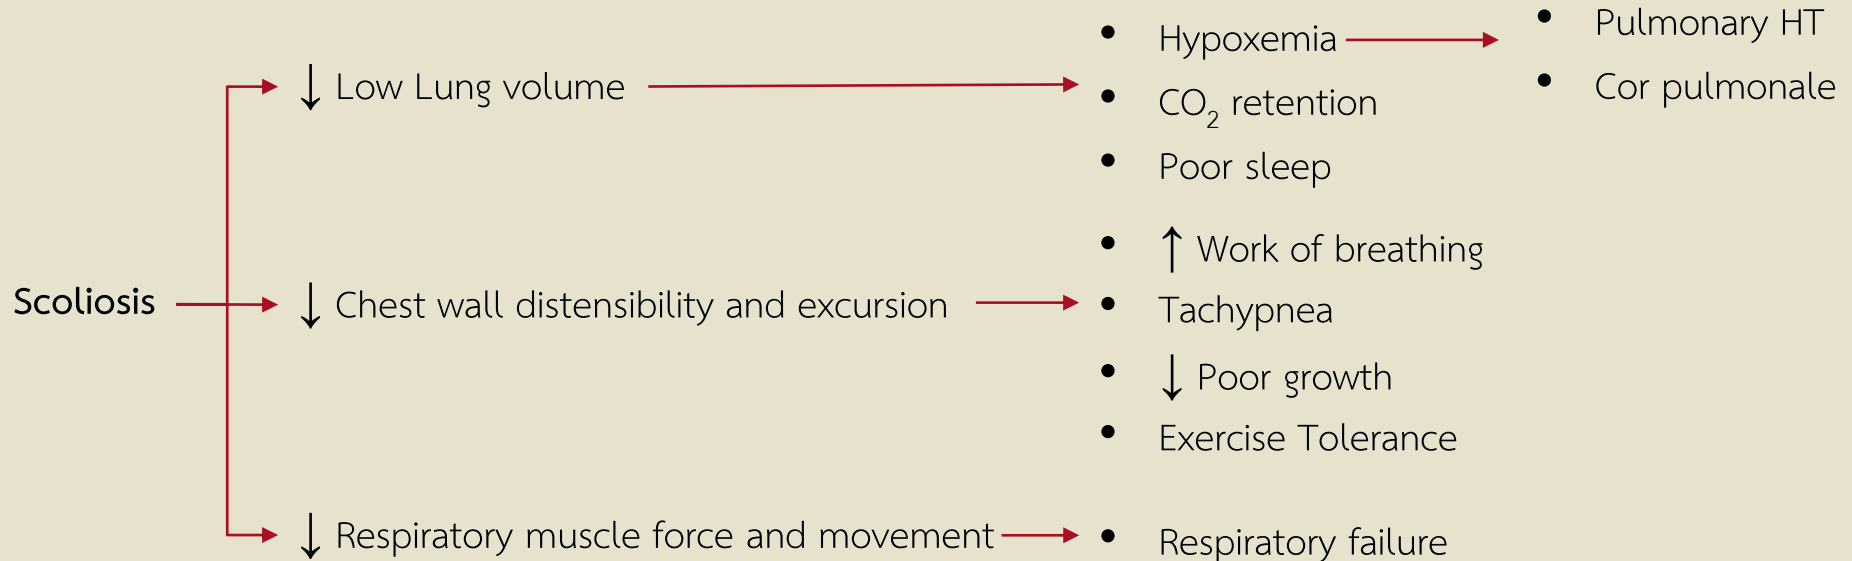 Scoliosis
↓ Low Lung volume
• Hypoxemia
• CO₂ retention
• Poor sleep
• Pulmonary HT
• Cor pulmonale
↓ Chest wall distensibility and excursion
• ↑ Work of breathing
• Tachypnea
• ↓ Poor growth
• Exercise Tolerance
↓ Respiratory muscle force and movement
• Respiratory failure